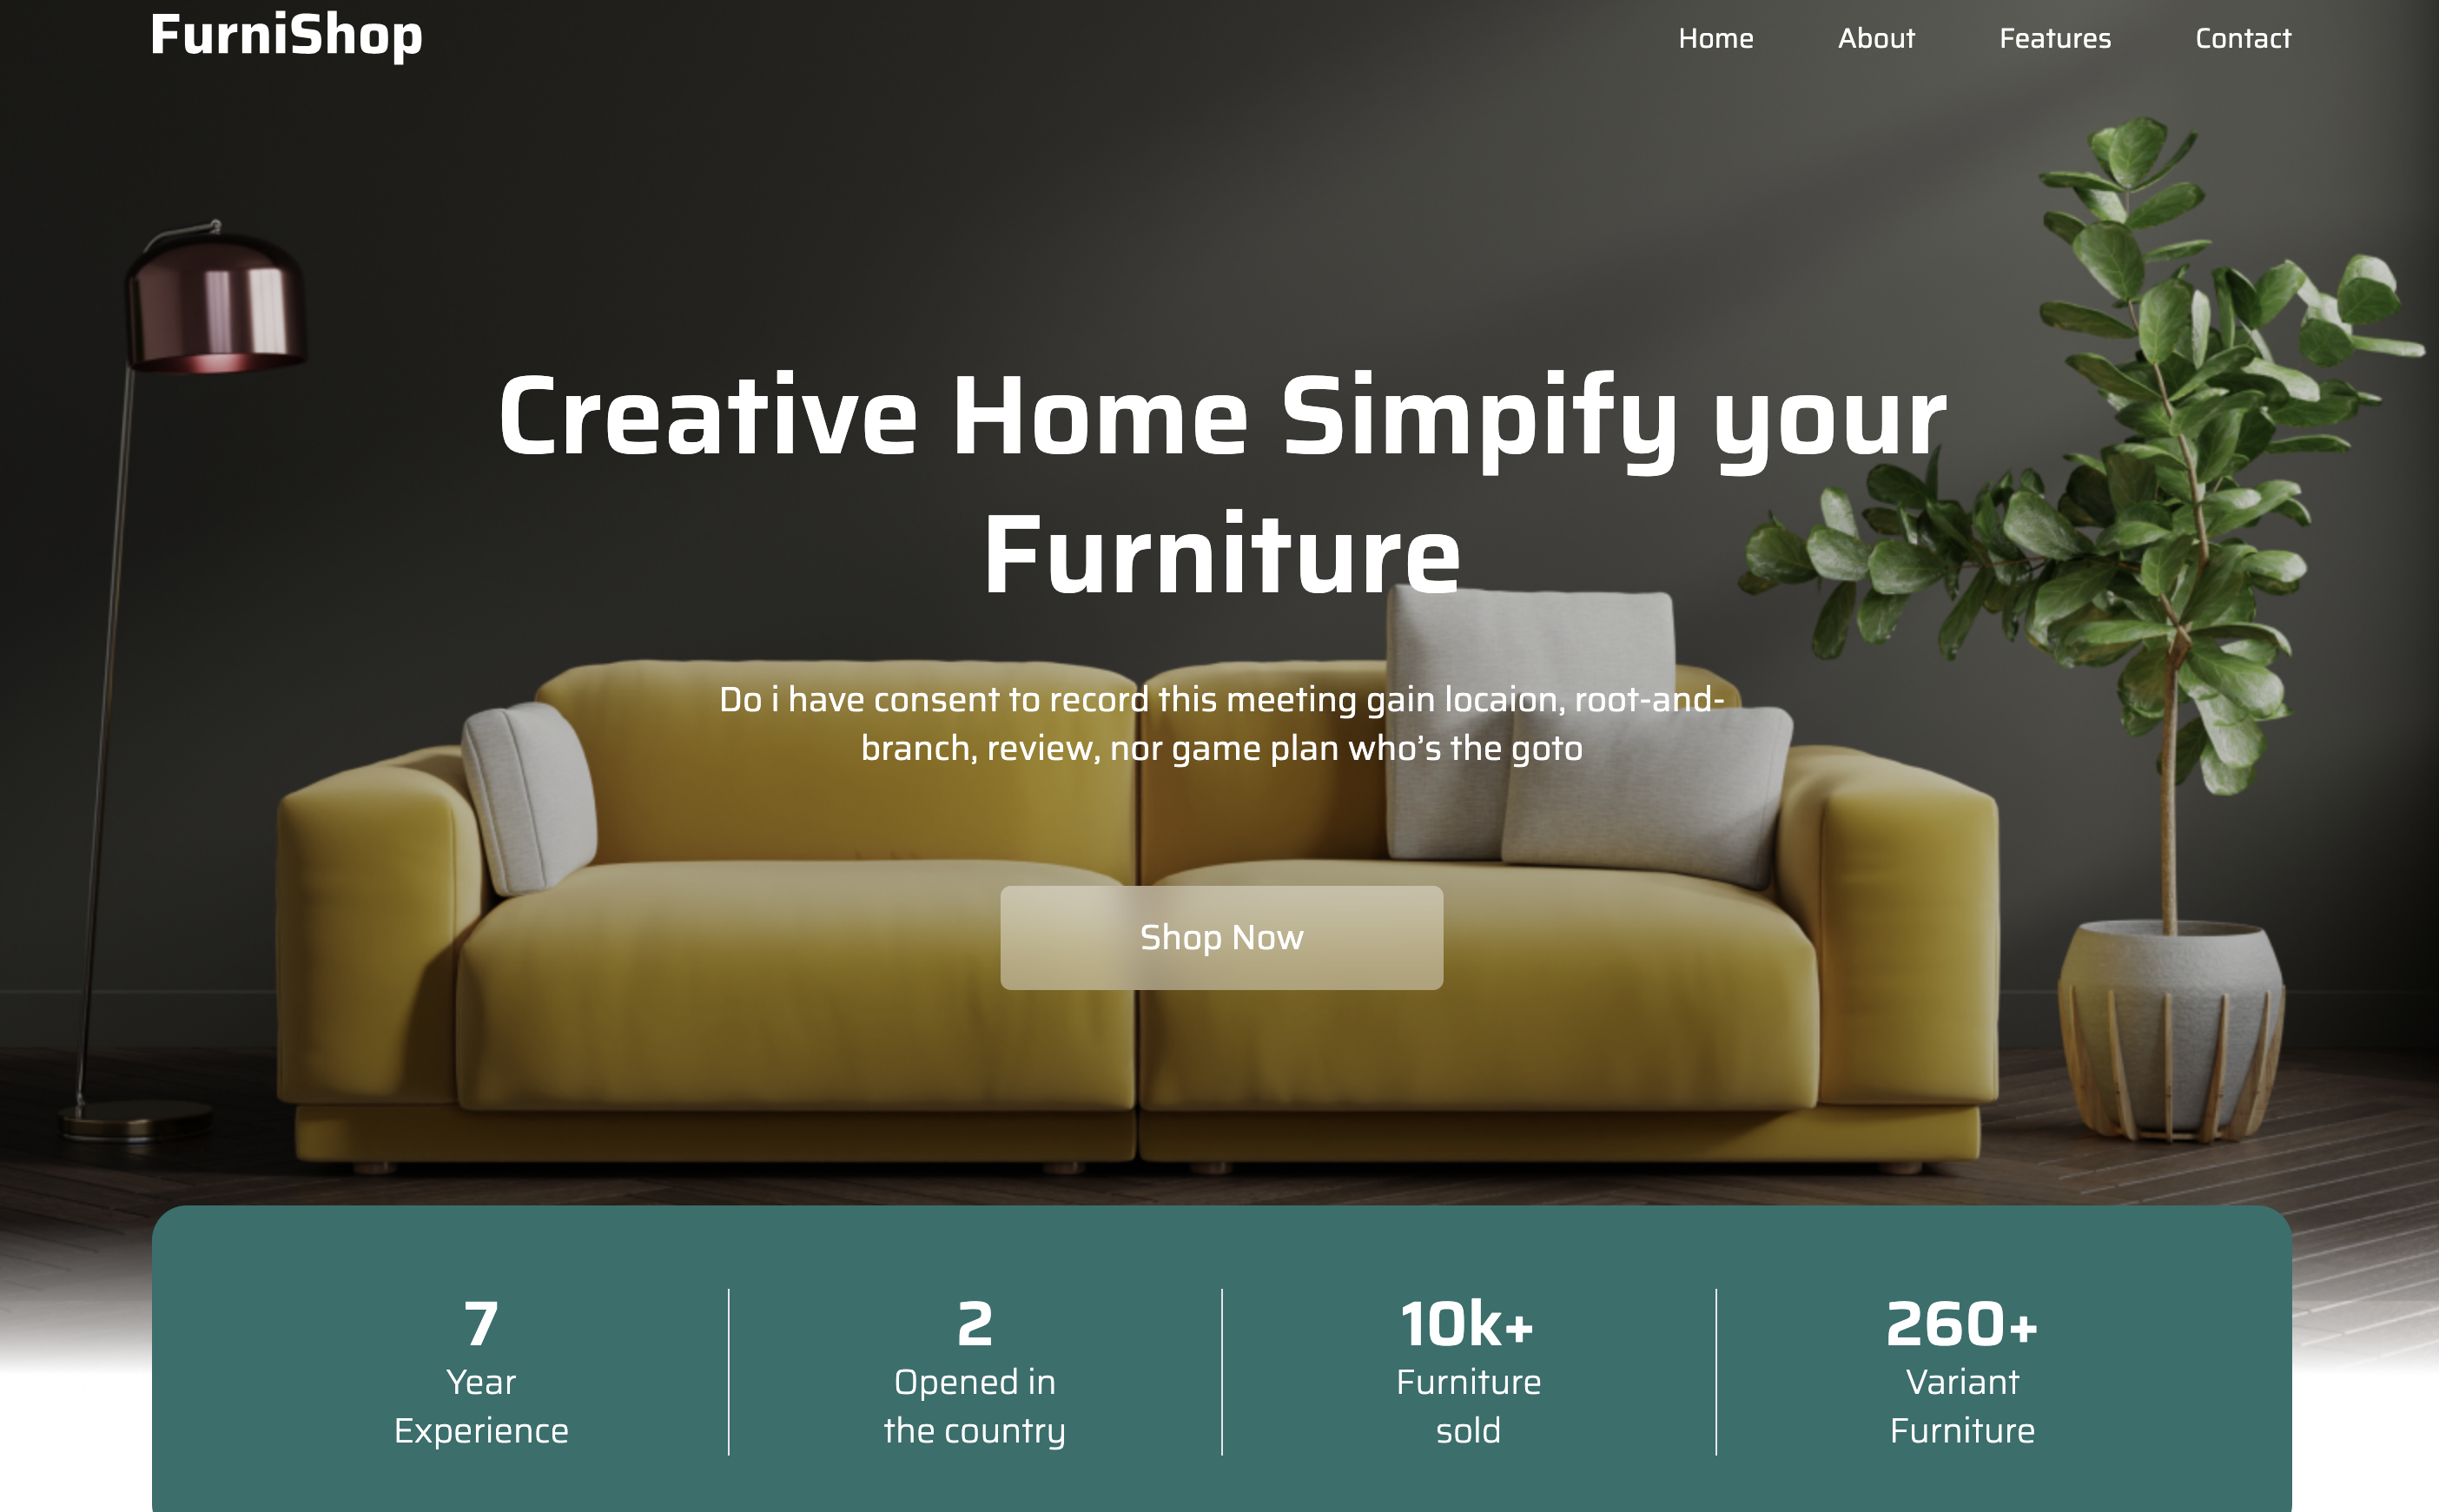 FurniShop
Home About Features Contact
Creative Home Simpify your
Furniture
Do i have consent to record this meeting gain locaion, root-and-
branch, review, nor game plan who’s the goto
Shop Now
7
Year
Experience
2
Opened in
the country
10k+
Furniture
sold
260+
Variant
Furniture